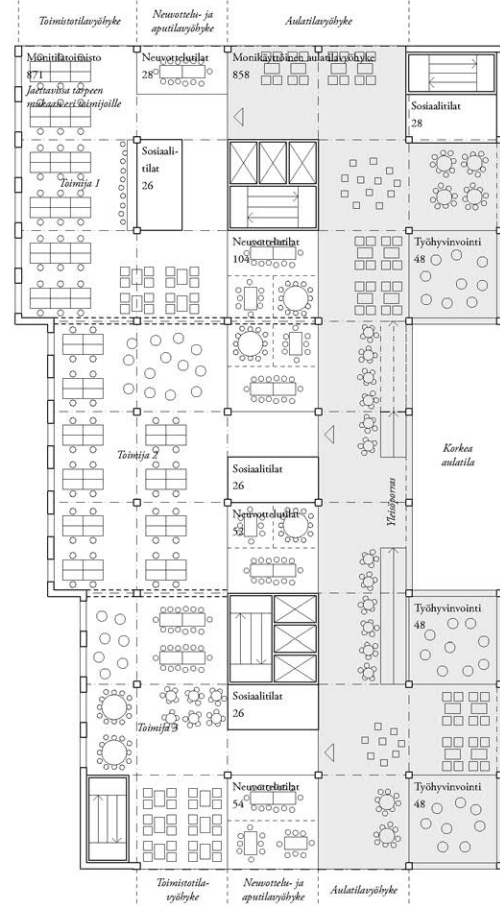 Toimistotilavyöhyke
Neuvottelu- ja
aputilavyöhyke
Aulatilavyöhyke
Monitilatoimisto
871
Jaettavissa tarpeen
mukaan eri toimijoille
Neuvottelutilat
28
Monikäyttöinen aulatilavyöhyke
858
Sosiaalitilat
28
Sosiaali-
tilat
26
Toimija 1
Neuvottelutilat
104
Työhyvinvointi
48
Toimija 2
Sosiaalitilat
26
Korkea
aulatila
Yleisöporras
Neuvottelutilat
52
Työhyvinvointi
48
Sosiaalitilat
26
Toimija 3
Neuvottelutilat
54
Työhyvinvointi
48
Toimistotila-
vyöhyke
Neuvottelu- ja
aputilavyöhyke
Aulatilavyöhyke